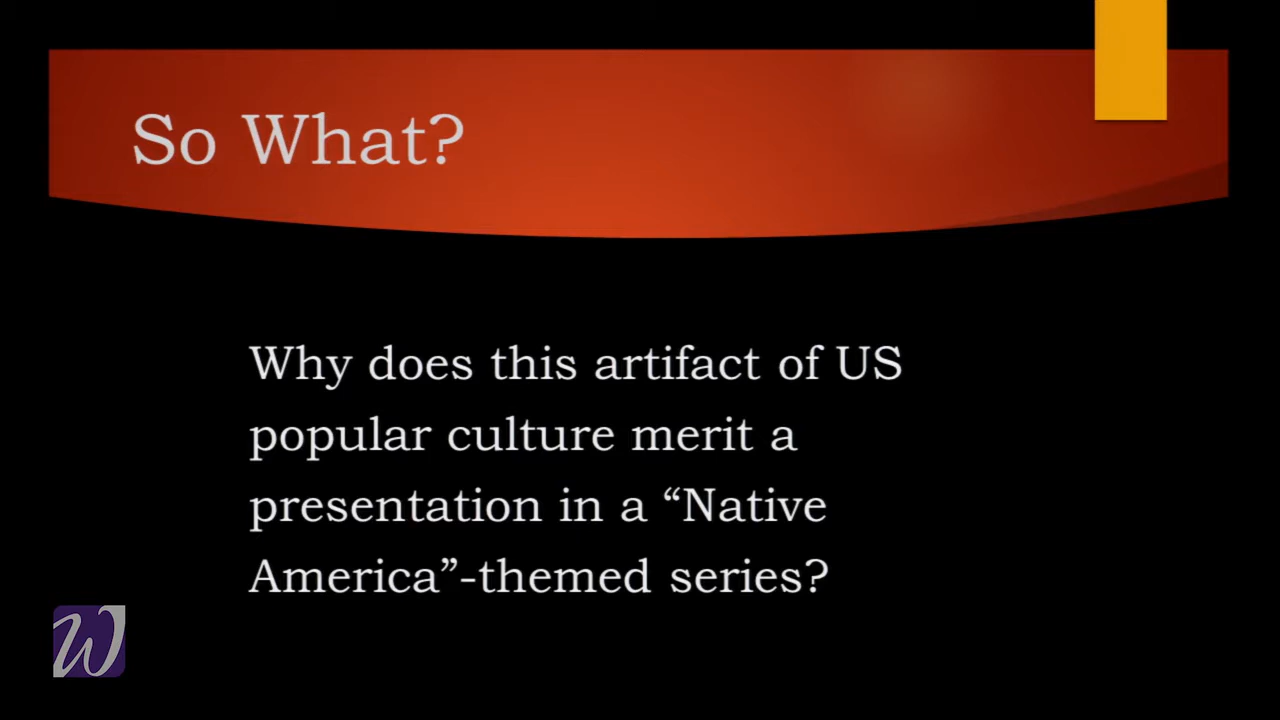 So What?
Why does this artifact of US
popular culture merit a
presentation in a “Native
America”-themed series?
W